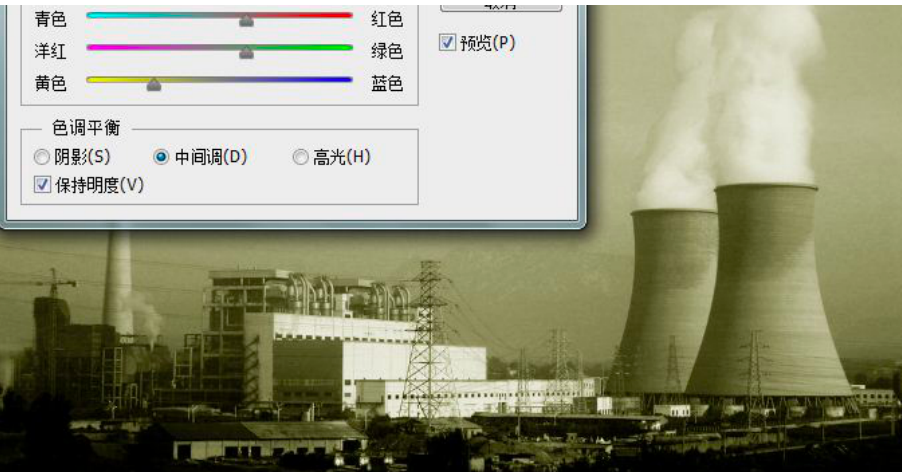 青色 红色
洋红 绿色
预览(P)
黄色 蓝色
色调平衡
阴影(S) 中间调(D) 高光(H)
保持明度(V)